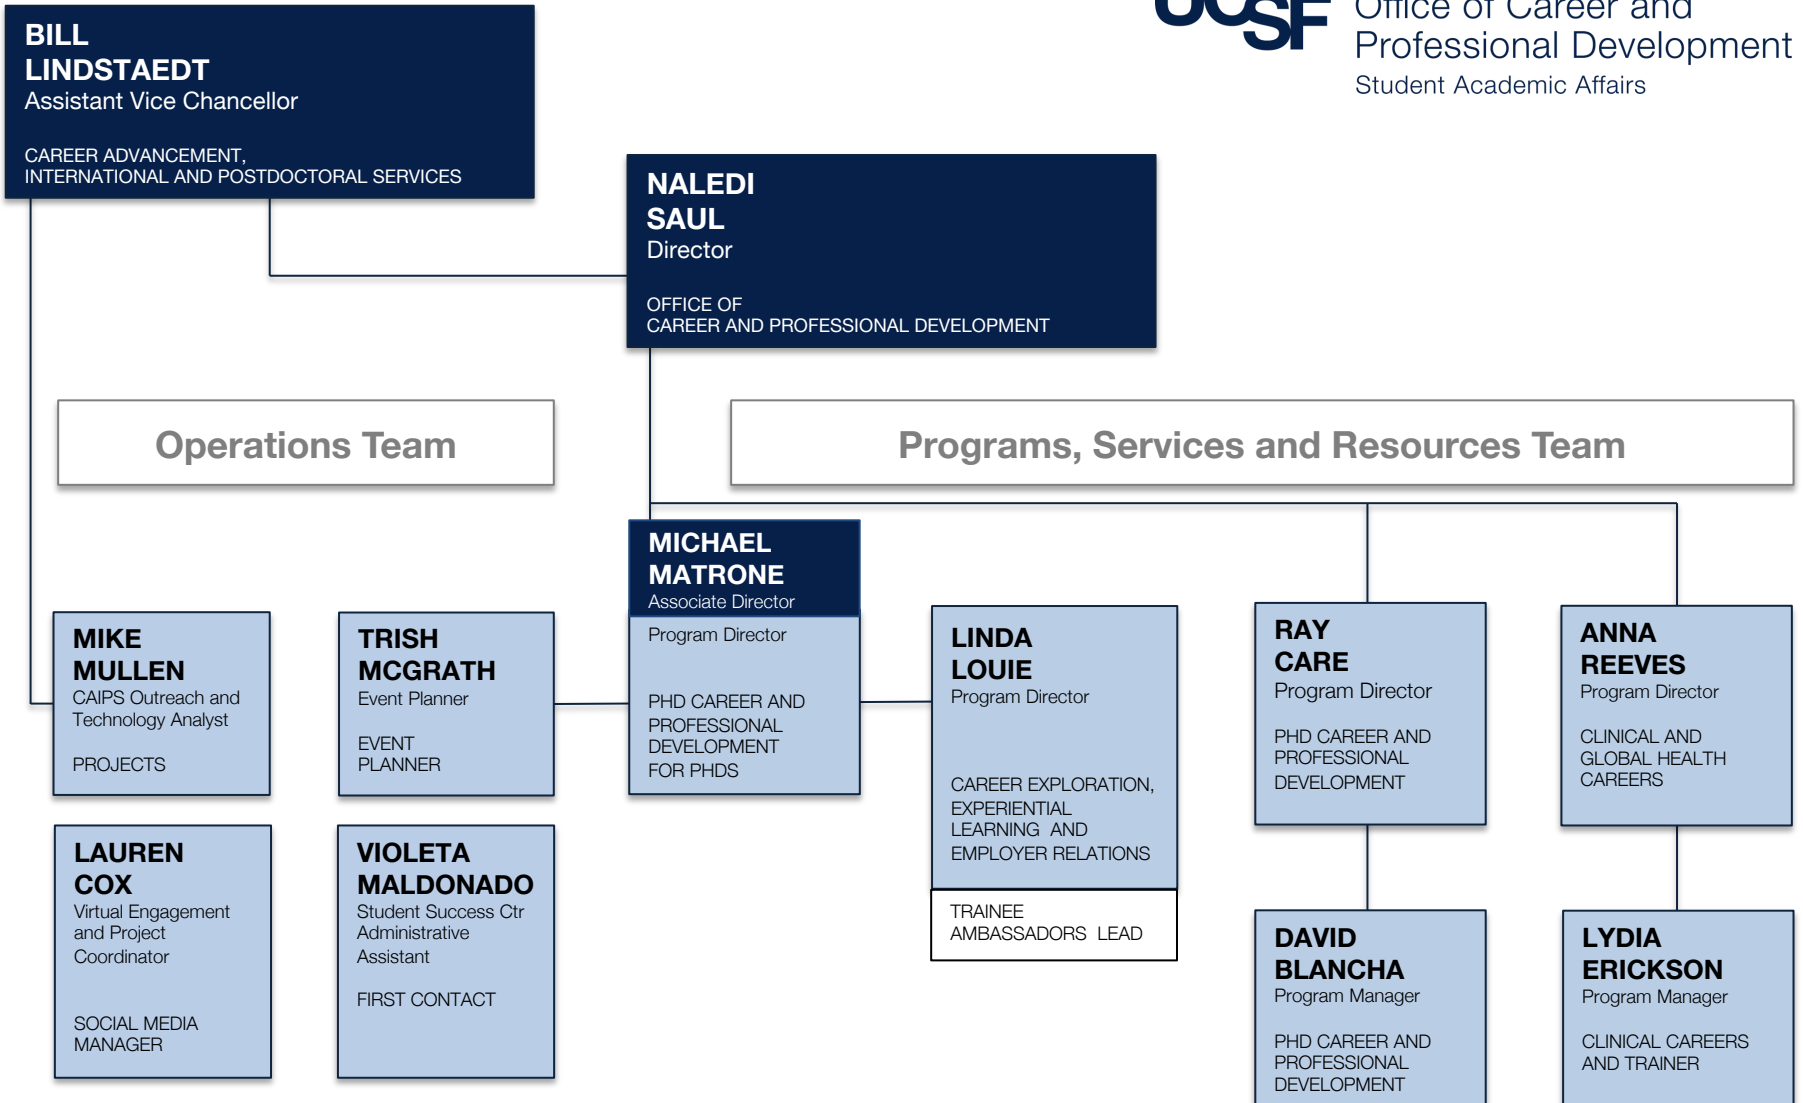 UCSF
Office of Career and
Professional Development
Student Academic Affairs
BILL
LINDSTAEDT
Assistant Vice Chancellor
CAREER ADVANCEMENT,
INTERNATIONAL AND POSTDOCTORAL SERVICES
NALEDI
SAUL
Director
OFFICE OF
CAREER AND PROFESSIONAL DEVELOPMENT
Operations Team
Programs, Services and Resources Team
MIKE
MULLEN
CAIPS Outreach and
Technology Analyst
PROJECTS
TRISH
MCGRATH
Event Planner
EVENT
PLANNER
MICHAEL
MATRONE
Associate Director
Program Director
PHD CAREER AND
PROFESSIONAL
DEVELOPMENT
FOR PHDS
LINDA
LOUIE
Program Director
CAREER EXPLORATION,
EXPERIENTIAL
LEARNING AND
EMPLOYER RELATIONS
TRAINEE
AMBASSADORS LEAD
RAY
CARE
Program Director
PHD CAREER AND
PROFESSIONAL
DEVELOPMENT
ANNA
REEVES
Program Director
CLINICAL AND
GLOBAL HEALTH
CAREERS
LAUREN
COX
Virtual Engagement
and Project
Coordinator
SOCIAL MEDIA
MANAGER
VIOLETA
MALDONADO
Student Success Ctr
Administrative
Assistant
FIRST CONTACT
DAVID
BLANCHA
Program Manager
PHD CAREER AND
PROFESSIONAL
DEVELOPMENT
LYDIA
ERICKSON
Program Manager
CLINICAL CAREERS
AND TRAINER